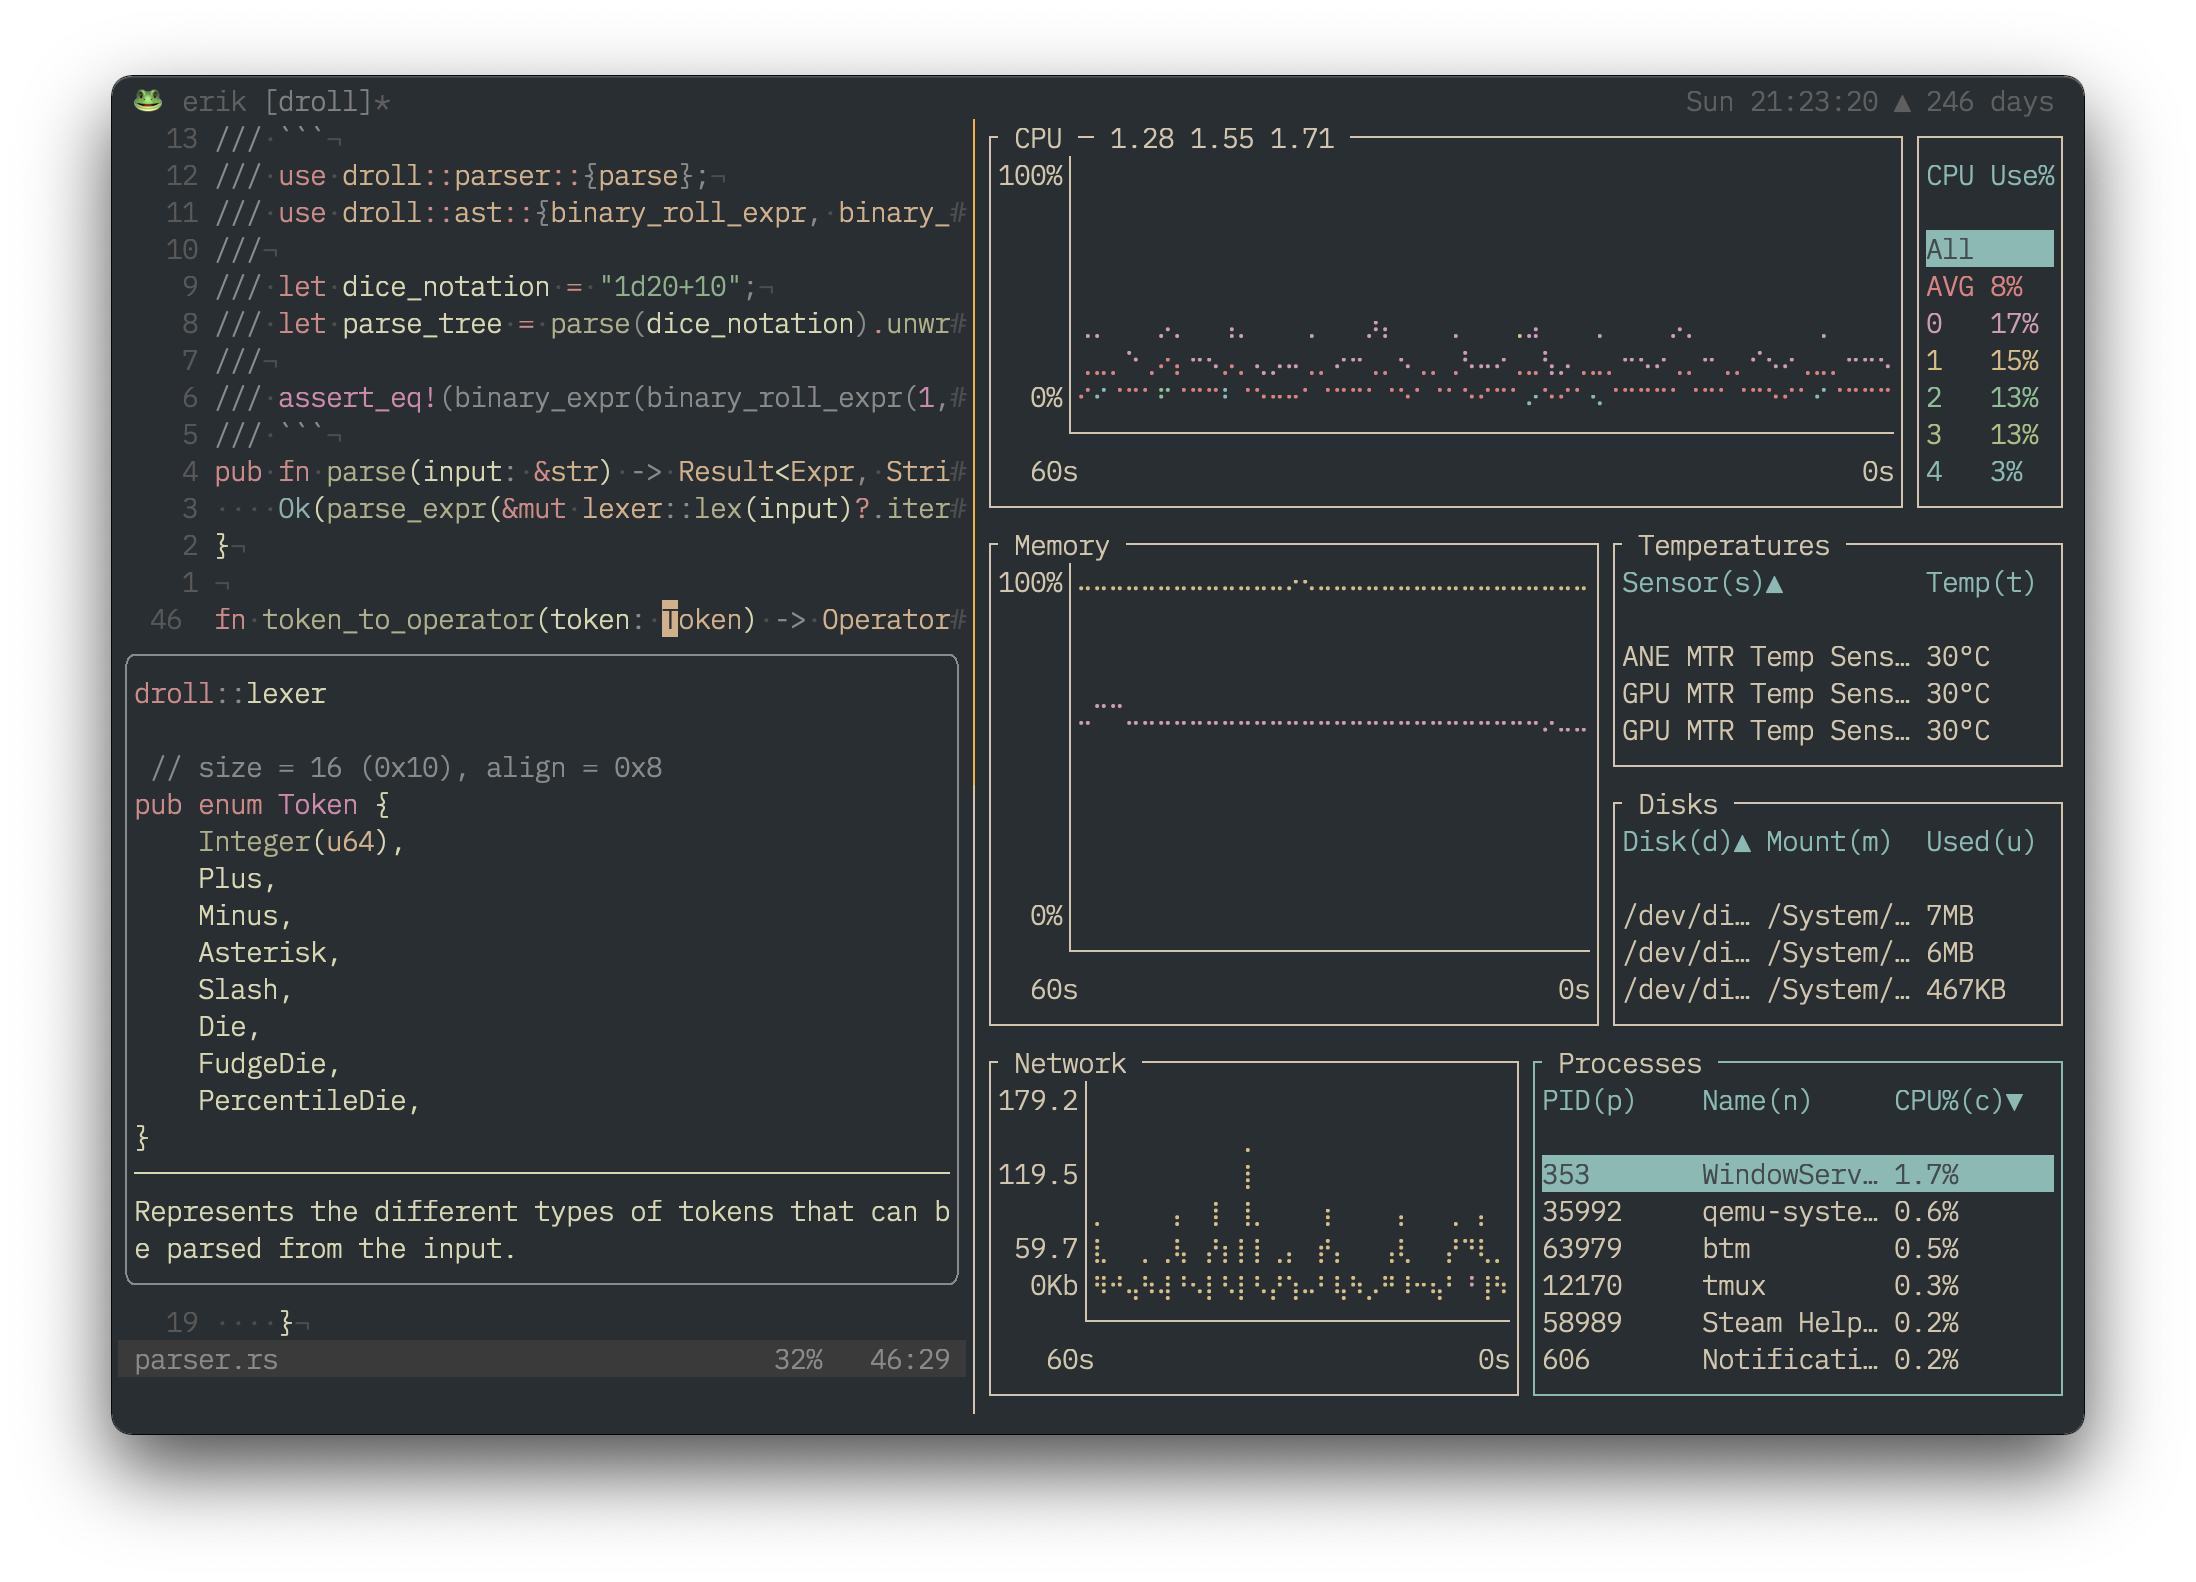 🐸 erik [droll]*
Sun 21:23:20 ▲ 246 days
13 ///·```¬
12 ///·use·droll::parser::{parse};¬
11 ///·use·droll::ast::{binary_roll_expr,·binary_#
10 ///¬
9 ///·let·dice_notation·=·"1d20+10";¬
8 ///·let·parse_tree·=·parse(dice_notation).unwr#
7 ///¬
6 ///·assert_eq!(binary_expr(binary_roll_expr(1,#
5 ///·```¬
4 pub·fn·parse(input:·&str)·->·Result<Expr,·Stri#
3 ····Ok(parse_expr(&mut·lexer::lex(input)?.iter#
2 }¬
1 ¬
46 fn·token_to_operator(token:·Token)·->·Operator#
droll::lexer
// size = 16 (0x10), align = 0x8
pub enum Token {
Integer(u64),
Plus,
Minus,
Asterisk,
Slash,
Die,
FudgeDie,
PercentileDie,
}
Represents the different types of tokens that can b
e parsed from the input.
19 ····}¬
parser.rs 32% 46:29
CPU ─ 1.28 1.55 1.71
100%
0%
60s 0s
CPU Use%
All
AVG 8%
0 17%
1 15%
2 13%
3 13%
4 3%
Memory
100%
0%
60s 0s
Temperatures
Sensor(s)▲ Temp(t)
ANE MTR Temp Sens… 30°C
GPU MTR Temp Sens… 30°C
GPU MTR Temp Sens… 30°C
Disks
Disk(d)▲ Mount(m) Used(u)
/dev/di… /System/… 7MB
/dev/di… /System/… 6MB
/dev/di… /System/… 467KB
Network
179.2
119.5
59.7
0Kb
60s 0s
Processes
PID(p) Name(n) CPU%(c)▼
353 WindowServ… 1.7%
35992 qemu-syste… 0.6%
63979 btm 0.5%
12170 tmux 0.3%
58989 Steam Help… 0.2%
606 Notificati… 0.2%